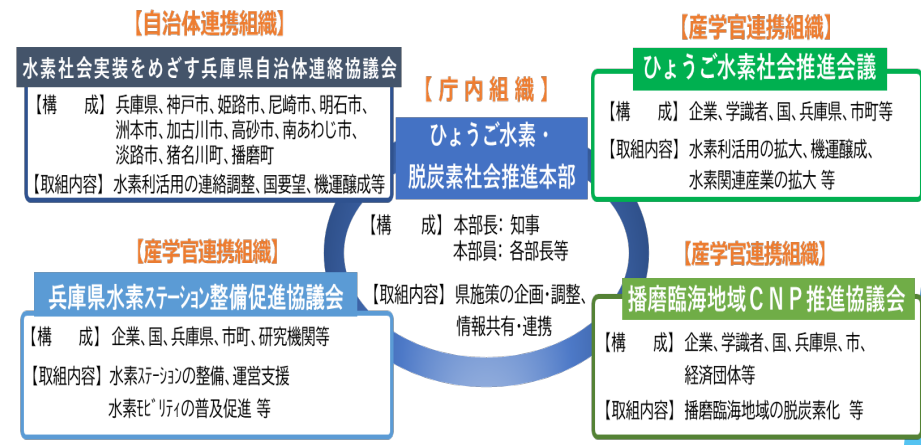 【自治体連携組織】
水素社会実装をめざす兵庫県自治体連絡協議会
【構　　成】 兵庫県、神戸市、姫路市、尼崎市、明石市、
洲本市、加古川市、高砂市、南あわじ市、
淡路市、猪名川町、播磨町
【取組内容】 水素利活用の連絡調整、国要望、機運醸成等
【庁内組織】
ひょうご水素・
脱炭素社会推進本部
【構　　成】 本部長: 知事
本部員: 各部長等
【取組内容】 県施策の企画・調整、
情報共有・連携
【産学官連携組織】
ひょうご水素社会推進会議
【構　　成】 企業、学識者、国、兵庫県、市町等
【取組内容】 水素利活用の拡大、機運醸成、
水素関連産業の拡大 等
【産学官連携組織】
兵庫県水素ｽﾃｰｼｮﾝ整備促進協議会
【構　　成】 企業、国、兵庫県、市町、研究機関等
【取組内容】 水素ｽﾃｰｼｮﾝの整備、運営支援
水素ﾓﾋﾞﾘﾃｨの普及促進 等
【産学官連携組織】
播磨臨海地域ＣＮＰ推進協議会
【構　　成】 企業、学識者、国、兵庫県、市、
経済団体等
【取組内容】 播磨臨海地域の脱炭素化 等